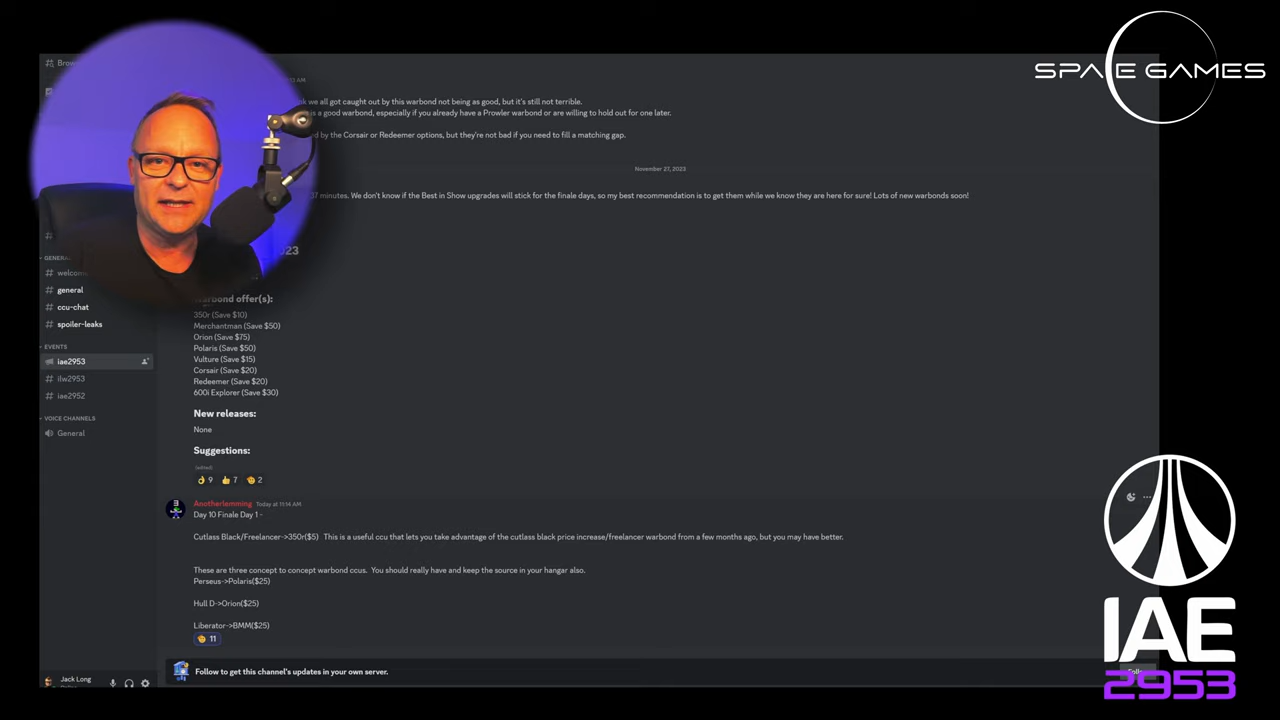 SPACE GAMES
Brow
11 AM
we all got caught out by this warbond not being as good, but it's still not terrible.
is a good warbond, especially if you already have a Prowler warbond or are willing to hold out for one later.
by the Corsair or Redeemer options, but they're not bad if you need to fill a matching gap.
November 27, 2023
37 minutes. We don't know if the Best in Show upgrades will stick for the finale days, so my best recommendation is to get them while we know they are here for sure! Lots of new warbonds soon!
2023
GENER
welcome
general
ccu-chat
spoiler-leaks
EVENTS
iae2953
ilw2953
iae2952
VOICE CHANNELS
General
Warbond offer(s):
350r (Save $10)
Merchantman (Save $50)
Orion (Save $75)
Polaris (Save $50)
Vulture (Save $15)
Corsair (Save $20)
Redeemer (Save $20)
600i Explorer (Save $30)
New releases:
None
Suggestions:
(edited)
9 7 2
Anotherlemming Today at 11:14 AM
Day 10 Finale Day 1 -
Cutlass Black/Freelancer->350r($5) This is a useful ccu that lets you take advantage of the cutlass black price increase/freelancer warbond from a few months ago, but you may have better.
These are three concept to concept warbond ccus. You should really have and keep the source in your hangar also.
Perseus->Polaris($25)
Hull D->Orion($25)
Liberator->BMM($25)
11
Follow to get this channel's updates in your own server.
Jack Long
IAE
2953